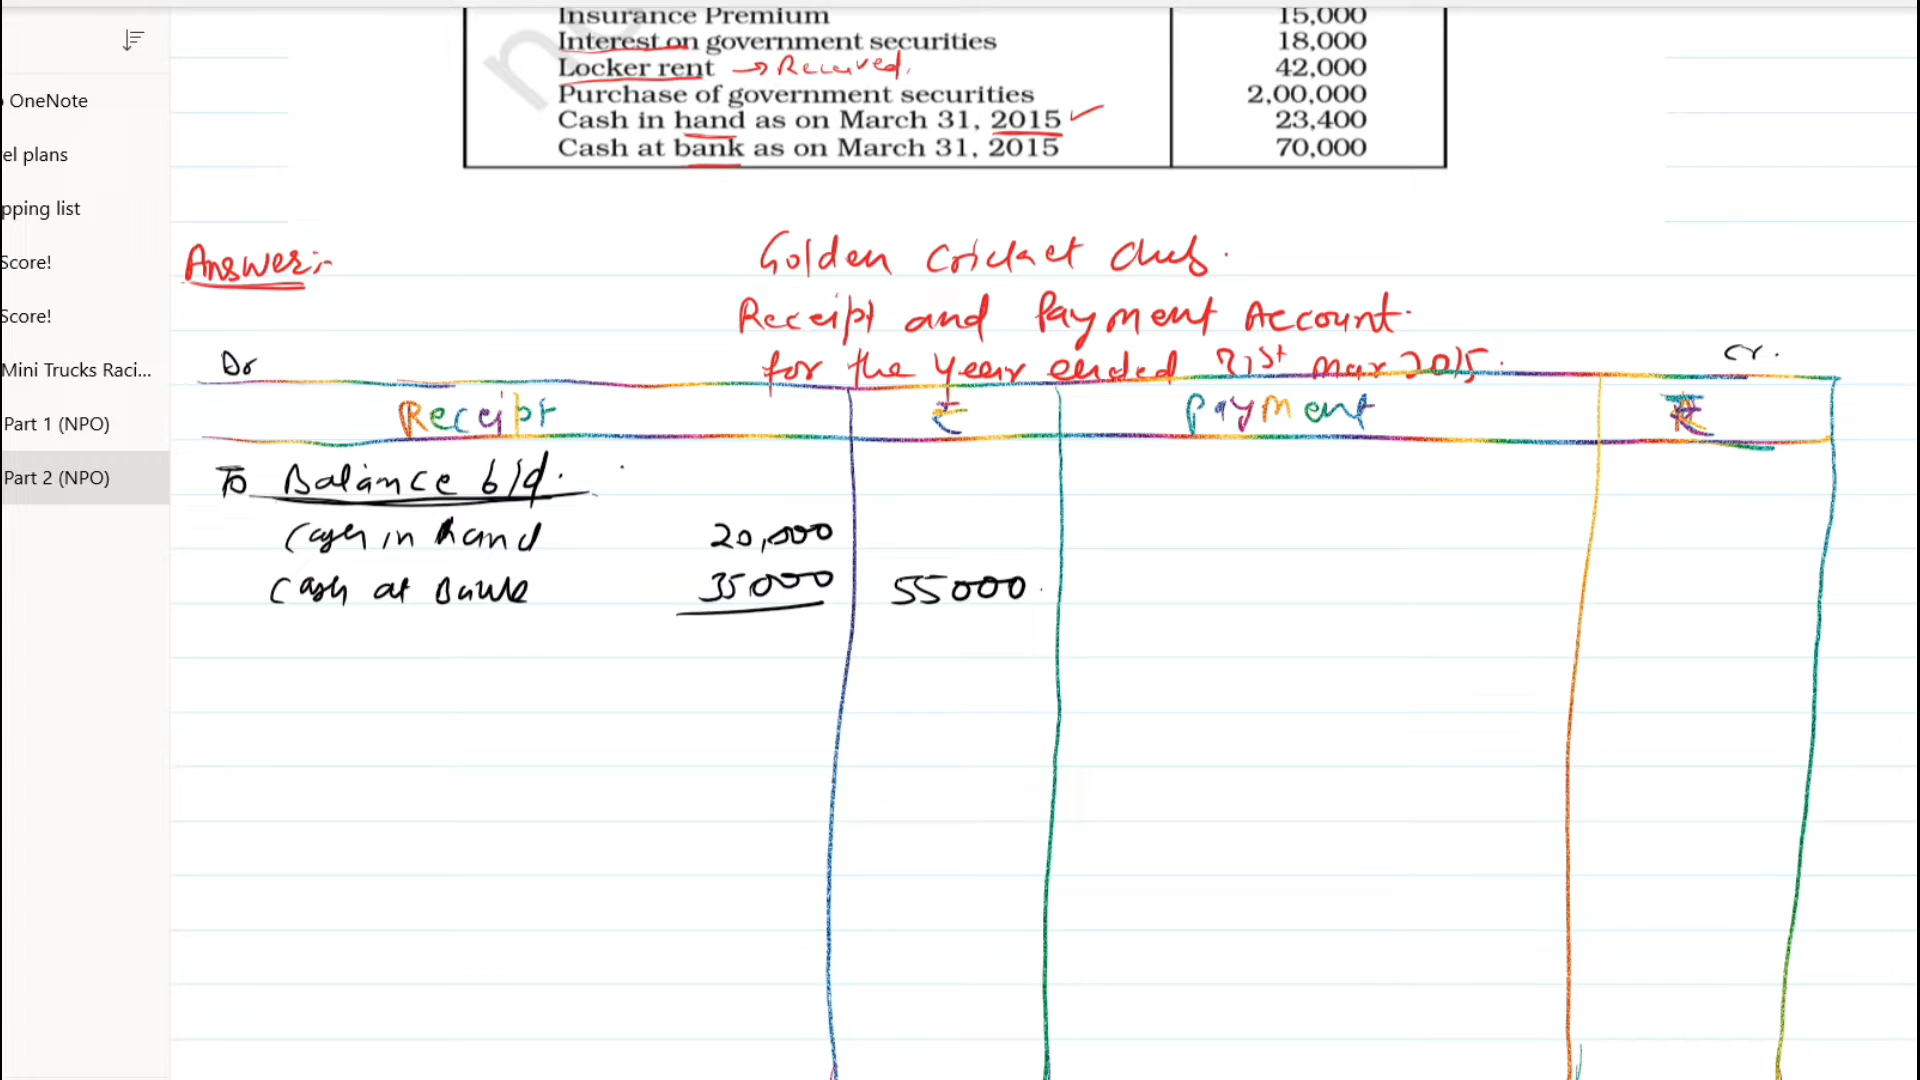 Insurance Premium 15,000
Interest on government securities 18,000
Locker rent → Received. 42,000
Purchase of government securities 2,00,000
Cash in hand as on March 31, 2015 ✓ 23,400
Cash at bank as on March 31, 2015 70,000
OneNote
el plans
pping list
Score!
Score!
Mini Trucks Raci...
Part 1 (NPO)
Part 2 (NPO)
Answer:-
Golden Cricket Club.
Receipt and Payment Account.
for the year ended 31st Mar 2015.
Dr Cr.
Receipt ₹ Payment ₹
To Balance b/d.
Cash in hand 20,000
Cash at Bank 35000 55000